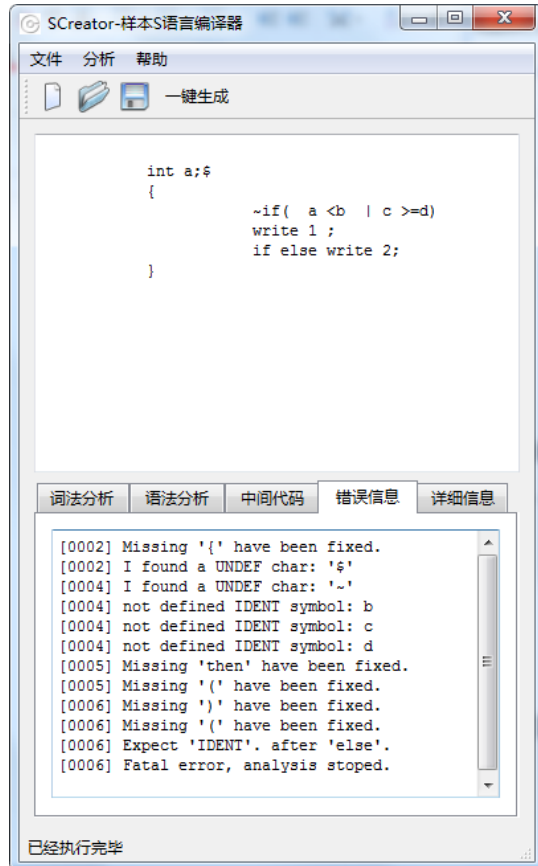 SCreator-样本S语言编译器
文件 分析 帮助
一键生成
int a;$
{
~if( a <b | c >=d)
write 1 ;
if else write 2;
}
词法分析 语法分析 中间代码 错误信息 详细信息
[0002] Missing '{' have been fixed.
[0002] I found a UNDEF char: '$'
[0004] I found a UNDEF char: '~'
[0004] not defined IDENT symbol: b
[0004] not defined IDENT symbol: c
[0004] not defined IDENT symbol: d
[0005] Missing 'then' have been fixed.
[0005] Missing '(' have been fixed.
[0006] Missing ')' have been fixed.
[0006] Missing '(' have been fixed.
[0006] Expect 'IDENT'. after 'else'.
[0006] Fatal error, analysis stoped.
已经执行完毕